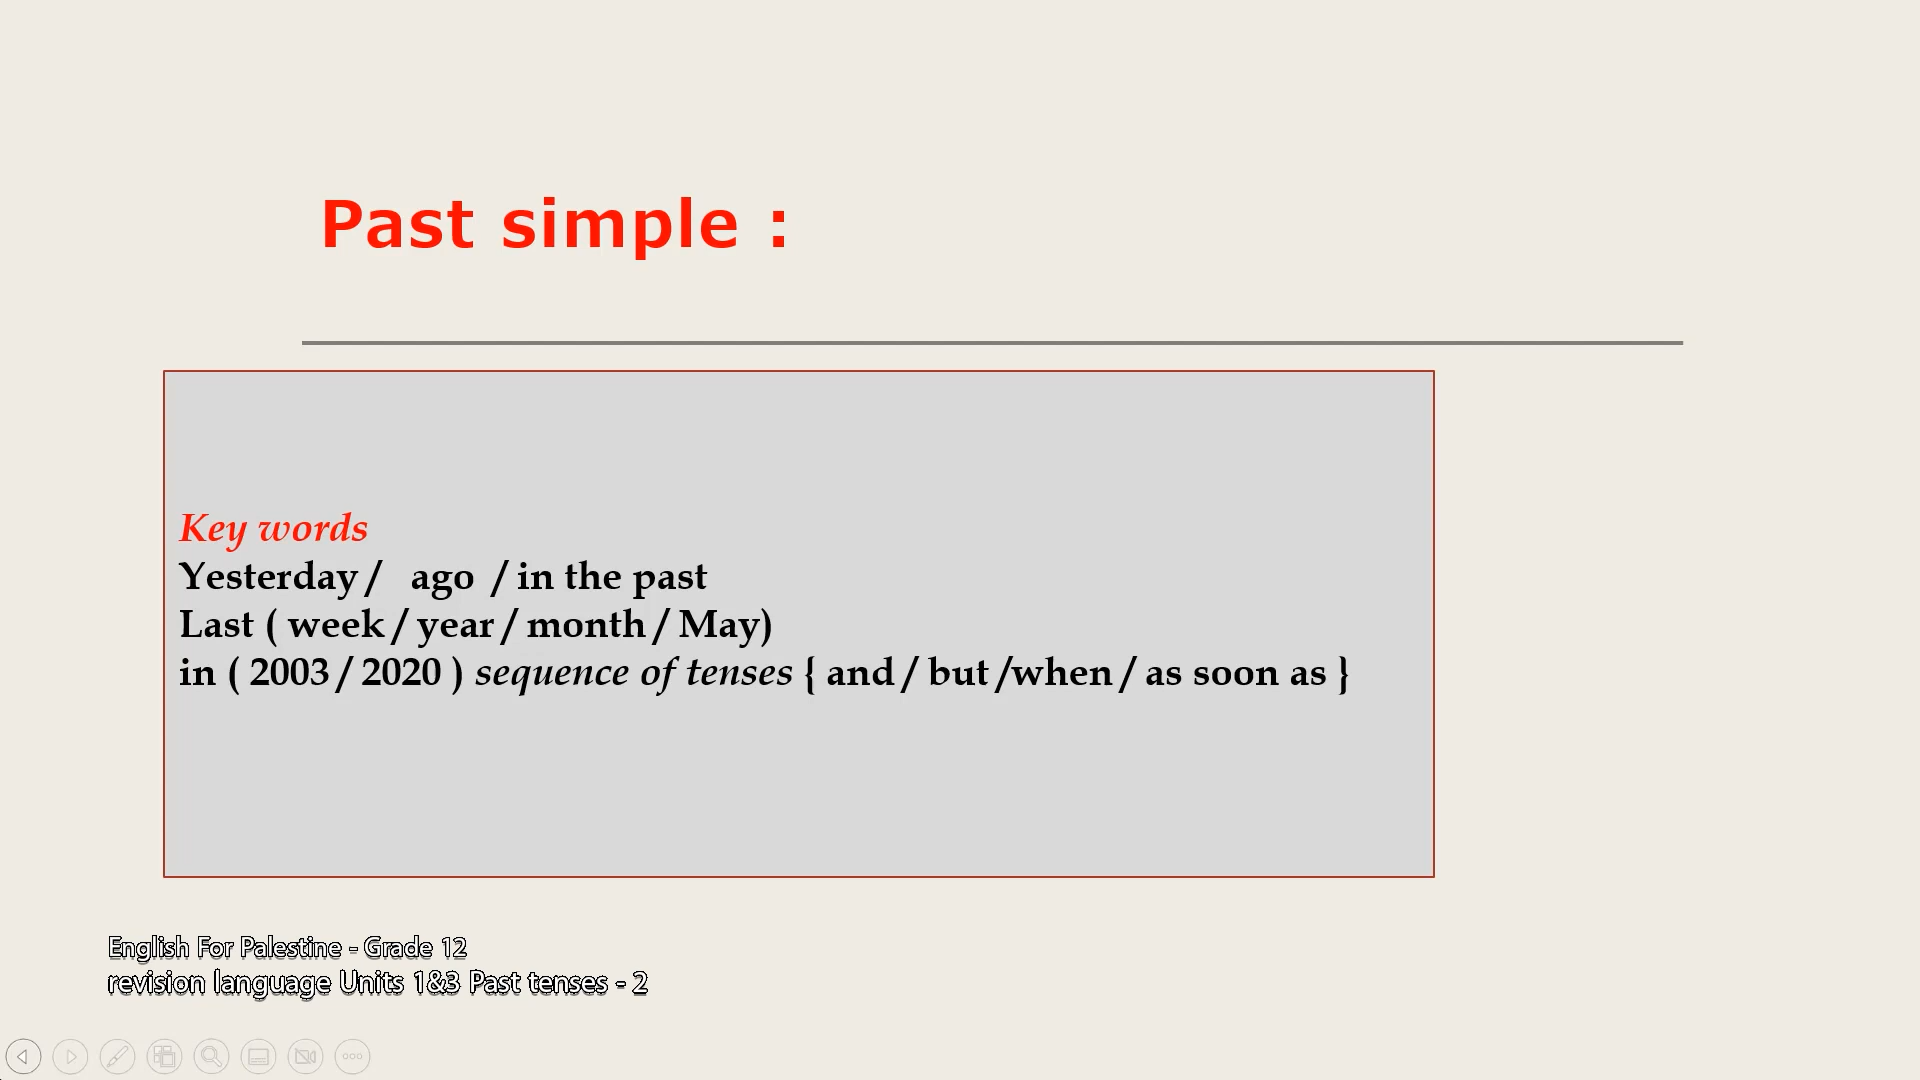 Past simple :
Key words
Yesterday / ago / in the past
Last ( week / year / month / May)
in ( 2003 / 2020 ) sequence of tenses { and / but /when / as soon as }
English For Palestine - Grade 12
revision language Units 1&3 Past tenses - 2